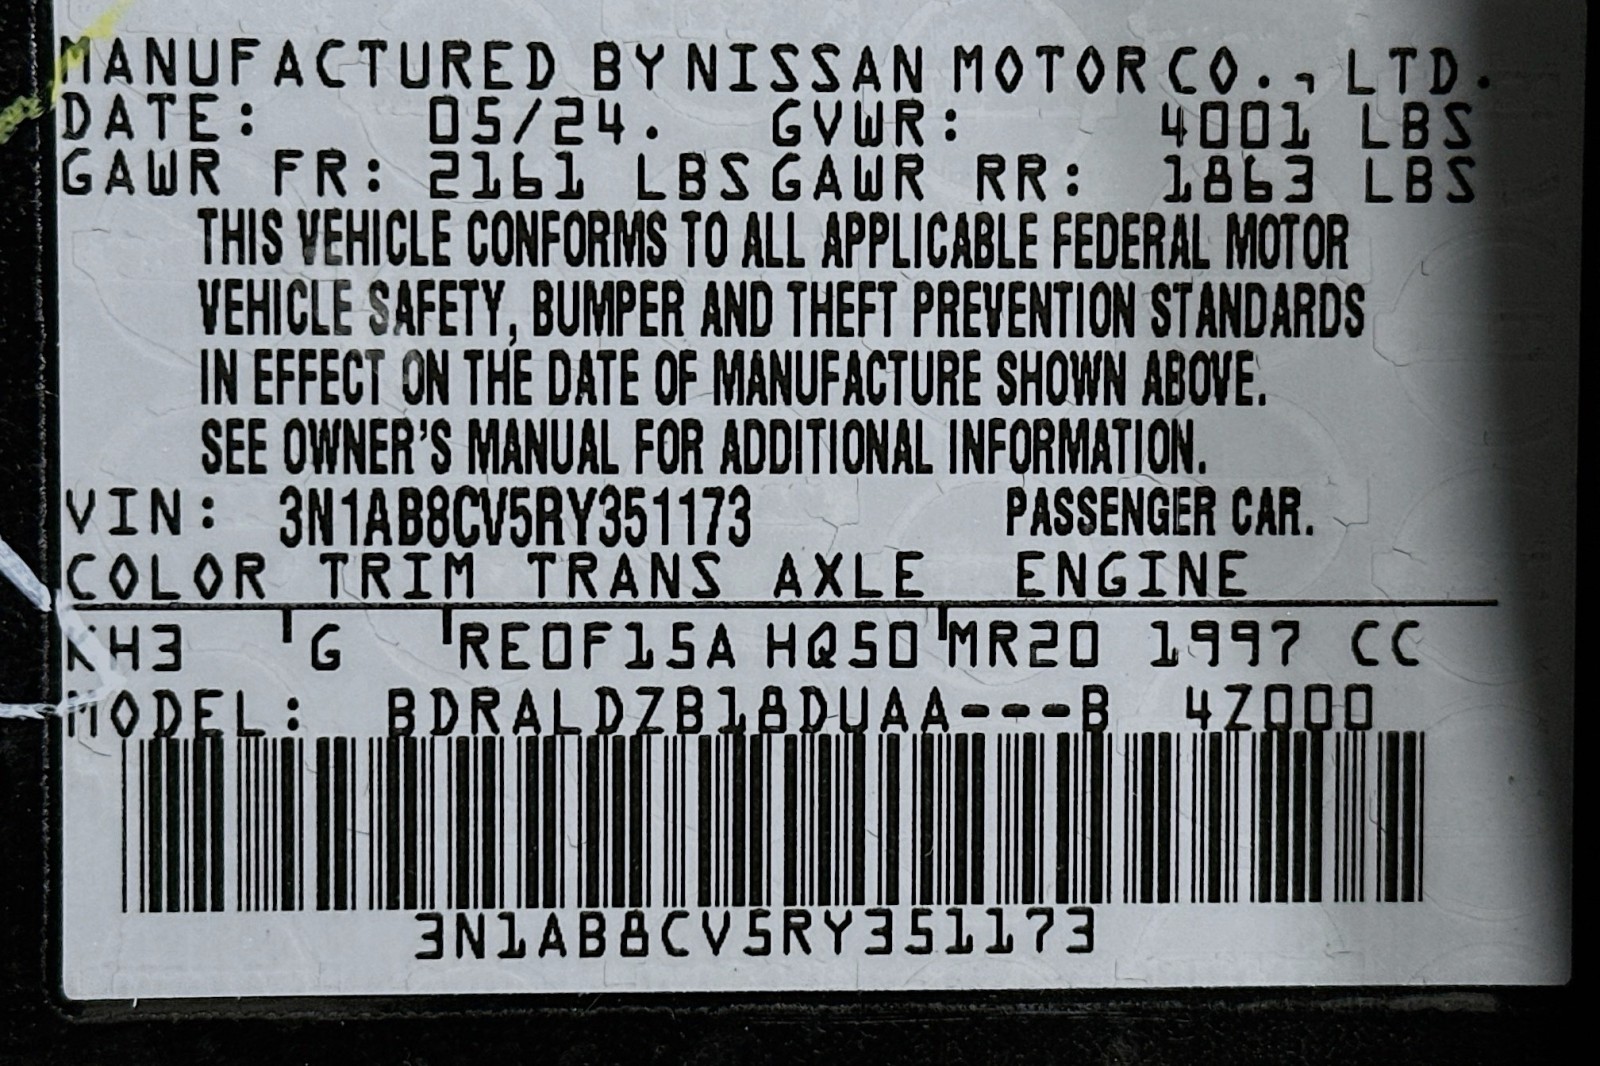 MANUFACTURED BY NISSAN MOTOR CO., LTD.
DATE: 05/24. GVWR: 4001 LBS
GAWR FR: 2161 LBS GAWR RR: 1863 LBS
THIS VEHICLE CONFORMS TO ALL APPLICABLE FEDERAL MOTOR
VEHICLE SAFETY, BUMPER AND THEFT PREVENTION STANDARDS
IN EFFECT ON THE DATE OF MANUFACTURE SHOWN ABOVE.
SEE OWNER'S MANUAL FOR ADDITIONAL INFORMATION.
VIN: 3N1AB8CV5RY351173 PASSENGER CAR.
COLOR TRIM TRANS AXLE ENGINE
KH3 G RE0F15A HQ50 MR20 1997 CC
MODEL: BDRALDZB18DUAA---B 4Z000
3N1AB8CV5RY351173